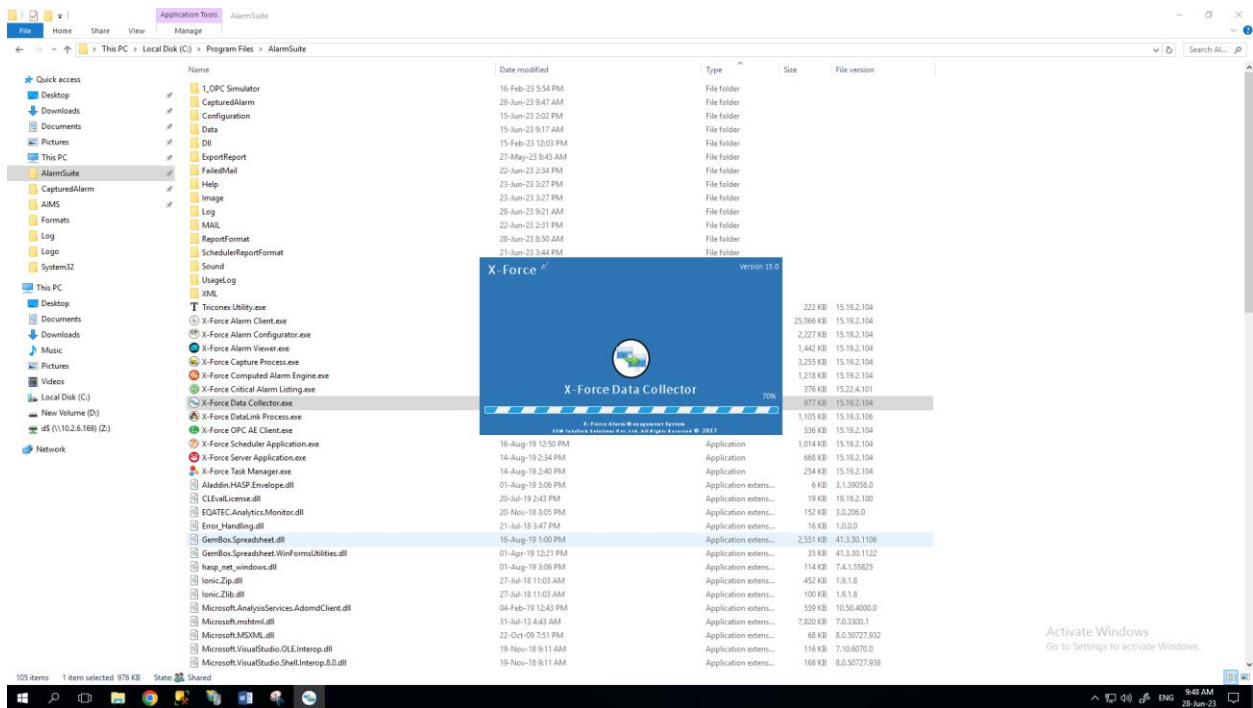 Application Tools AlarmSuite
File Home Share View Manage
This PC > Local Disk (C:) > Program Files > AlarmSuite Search Al...
Name Date modified Type Size File version
Quick access
Desktop
Downloads
Documents
Pictures
This PC
AlarmSuite
CapturedAlarm
AIMS
Formats
Log
Logo
System32
This PC
Desktop
Documents
Downloads
Music
Pictures
Videos
Local Disk (C:)
New Volume (D:)
d$ (\\10.2.6.169) (Z:)
Network
1_OPC Simulator 16-Feb-23 5:54 PM File folder
CapturedAlarm 28-Jun-23 9:47 AM File folder
Configuration 15-Jun-23 2:02 PM File folder
Data 15-Jun-23 9:17 AM File folder
Dll 15-Feb-23 12:03 PM File folder
ExportReport 27-May-23 8:45 AM File folder
FailedMail 22-Jun-23 2:34 PM File folder
Help 23-Jun-23 3:27 PM File folder
Image 23-Jun-23 3:27 PM File folder
Log 28-Jun-23 9:21 AM File folder
MAIL 22-Jun-23 2:31 PM File folder
ReportFormat 28-Jun-23 8:50 AM File folder
SchedulerReportFormat 21-Jun-23 3:44 PM File folder
Sound
UsageLog
XML
Triconex Utility.exe 222 KB 15.19.2.104
X-Force Alarm Client.exe 25,066 KB 15.19.2.104
X-Force Alarm Configurator.exe 2,227 KB 15.19.2.104
X-Force Alarm Viewer.exe 1,442 KB 15.19.2.104
X-Force Capture Process.exe 3,255 KB 15.19.2.104
X-Force Computed Alarm Engine.exe 1,218 KB 15.19.2.104
X-Force Critical Alarm Listing.exe 376 KB 15.22.4.101
X-Force Data Collector.exe 977 KB 15.19.2.104
X-Force DataLink Process.exe 1,105 KB 15.19.3.106
X-Force OPC AE Client.exe 536 KB 15.19.2.104
X-Force Scheduler Application.exe 16-Aug-19 12:50 PM Application 1,014 KB 15.19.2.104
X-Force Server Application.exe 14-Aug-19 2:34 PM Application 668 KB 15.19.2.104
X-Force Task Manager.exe 14-Aug-19 2:40 PM Application 254 KB 15.19.2.104
Aladdin.HASP.Envelope.dll 01-Aug-19 3:06 PM Application extens... 6 KB 3.1.39058.0
CLEvalLicense.dll 20-Jul-19 2:43 PM Application extens... 19 KB 19.19.2.100
EQATEC.Analytics.Monitor.dll 20-Nov-18 3:05 PM Application extens... 152 KB 3.0.206.0
Error_Handling.dll 21-Jul-18 3:47 PM Application extens... 16 KB 1.0.0.0
GemBox.Spreadsheet.dll 16-Aug-19 1:00 PM Application extens... 2,551 KB 41.3.30.1106
GemBox.Spreadsheet.WinFormsUtilities.dll 01-Apr-19 12:21 PM Application extens... 35 KB 41.3.30.1122
hasp_net_windows.dll 01-Aug-19 3:06 PM Application extens... 114 KB 7.4.1.55825
Ionic.Zip.dll 27-Jul-18 11:03 AM Application extens... 452 KB 1.9.1.8
Ionic.Zlib.dll 27-Jul-18 11:03 AM Application extens... 100 KB 1.9.1.8
Microsoft.AnalysisServices.AdomdClient.dll 04-Feb-19 12:43 PM Application extens... 559 KB 10.50.4000.0
Microsoft.mshtml.dll 31-Jul-13 4:43 AM Application extens... 7,820 KB 7.0.3300.1
Microsoft.MSXML.dll 22-Oct-09 7:51 PM Application extens... 68 KB 8.0.50727.932
Microsoft.VisualStudio.OLE.Interop.dll 19-Nov-18 9:11 AM Application extens... 116 KB 7.10.6070.0
Microsoft.VisualStudio.Shell.Interop.8.0.dll 19-Nov-18 9:11 AM Application extens... 168 KB 8.0.50727.938
X-Force Version 15.0
X-Force Data Collector
70%
X-Force Alarm Management System
InfoTech Solutions Pvt. Ltd. All Rights Reserved © 2017
Activate Windows
Go to Settings to activate Windows.
105 items 1 item selected 976 KB State: Shared
ENG 9:48 AM
28-Jun-23